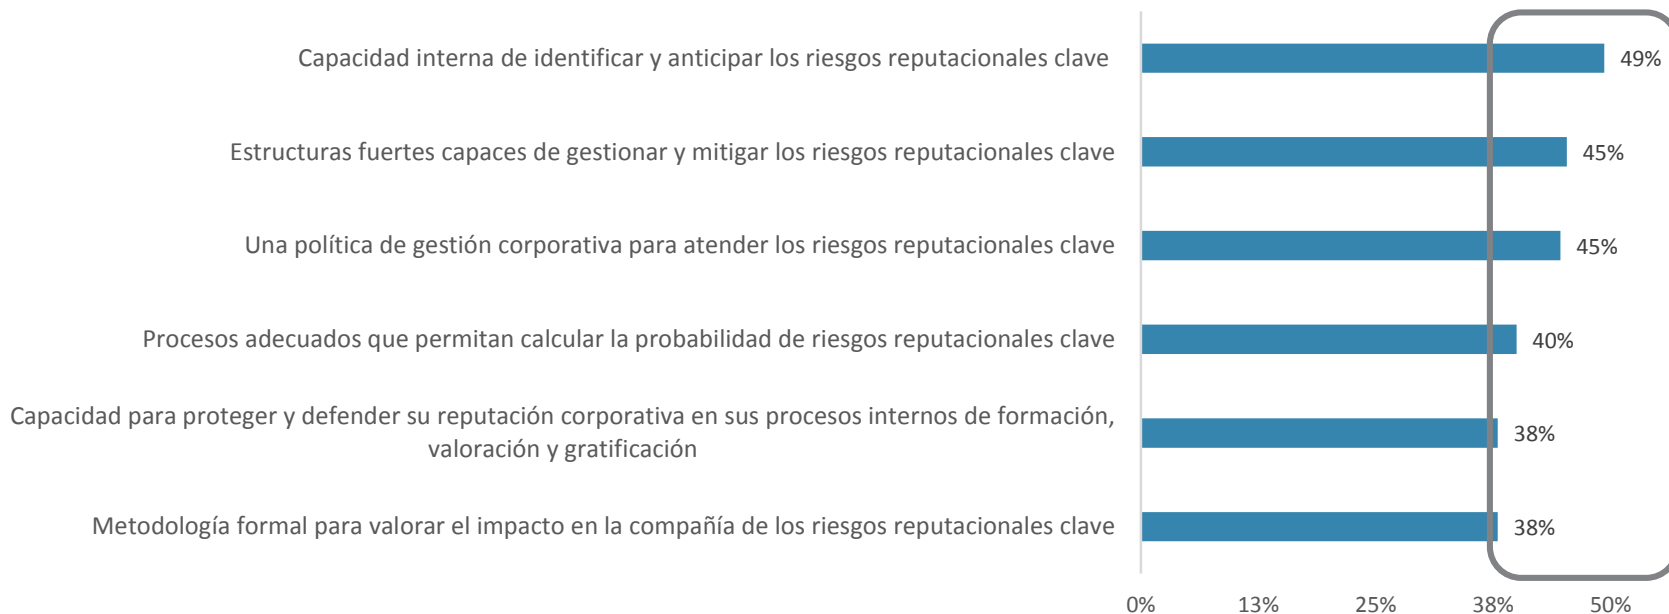 Capacidad interna de identificar y anticipar los riesgos reputacionales clave
49%
Estructuras fuertes capaces de gestionar y mitigar los riesgos reputacionales clave
45%
Una política de gestión corporativa para atender los riesgos reputacionales clave
45%
Procesos adecuados que permitan calcular la probabilidad de riesgos reputacionales clave
40%
Capacidad para proteger y defender su reputación corporativa en sus procesos internos de formación,
valoración y gratificación
38%
Metodología formal para valorar el impacto en la compañía de los riesgos reputacionales clave
38%
0% 13% 25% 38% 50%